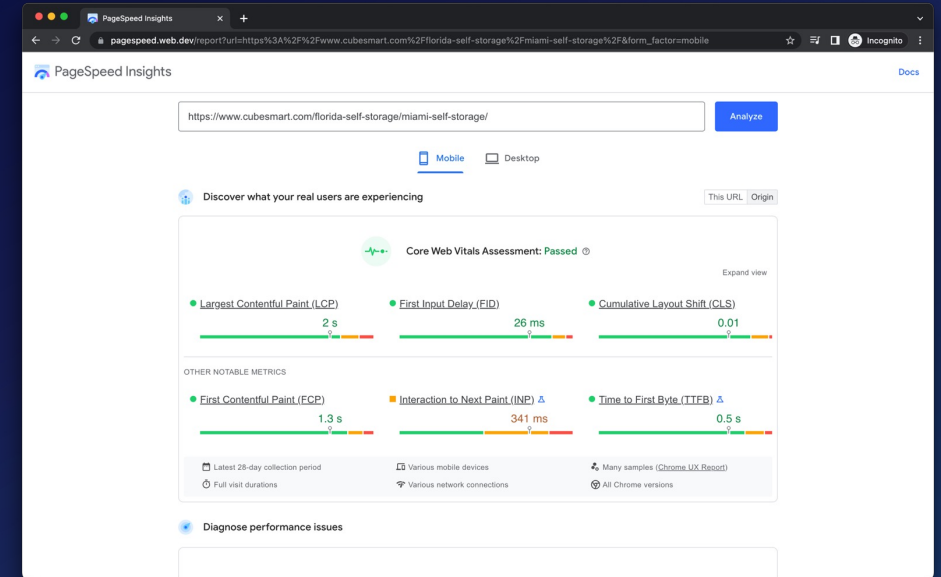 PageSpeed Insights
pagespeed.web.dev/report?url=https%3A%2F%2Fwww.cubesmart.com%2Fflorida-self-storage%2Fmiami-self-storage%2F&form_factor=mobile
Incognito
PageSpeed Insights
Docs
https://www.cubesmart.com/florida-self-storage/miami-self-storage/
Analyze
Mobile
Desktop
Discover what your real users are experiencing
This URL Origin
Core Web Vitals Assessment: Passed
Expand view
Largest Contentful Paint (LCP)
2 s
First Input Delay (FID)
26 ms
Cumulative Layout Shift (CLS)
0.01
OTHER NOTABLE METRICS
First Contentful Paint (FCP)
1.3 s
Interaction to Next Paint (INP)
341 ms
Time to First Byte (TTFB)
0.5 s
Latest 28-day collection period
Various mobile devices
Many samples (Chrome UX Report)
Full visit durations
Various network connections
All Chrome versions
Diagnose performance issues